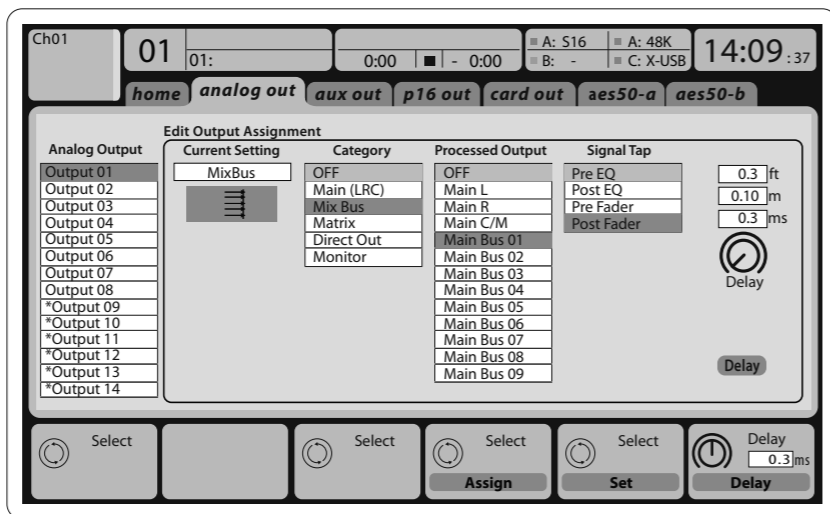 Ch01
01
01:
0:00 - 0:00
A: S16
B: -
A: 48K
C: X-USB
14:09 :37
home analog out aux out p16 out card out aes50-a aes50-b
Edit Output Assignment
Analog Output Current Setting Category Processed Output Signal Tap
Output 01
Output 02
Output 03
Output 04
Output 05
Output 06
Output 07
Output 08
*Output 09
*Output 10
*Output 11
*Output 12
*Output 13
*Output 14
MixBus
OFF
Main (LRC)
Mix Bus
Matrix
Direct Out
Monitor
OFF
Main L
Main R
Main C/M
Main Bus 01
Main Bus 02
Main Bus 03
Main Bus 04
Main Bus 05
Main Bus 06
Main Bus 07
Main Bus 08
Main Bus 09
Pre EQ
Post EQ
Pre Fader
Post Fader
0.3 ft
0.10 m
0.3 ms
Delay
Delay
Select
Select
Select
Assign
Select
Set
Delay
0.3 ms
Delay